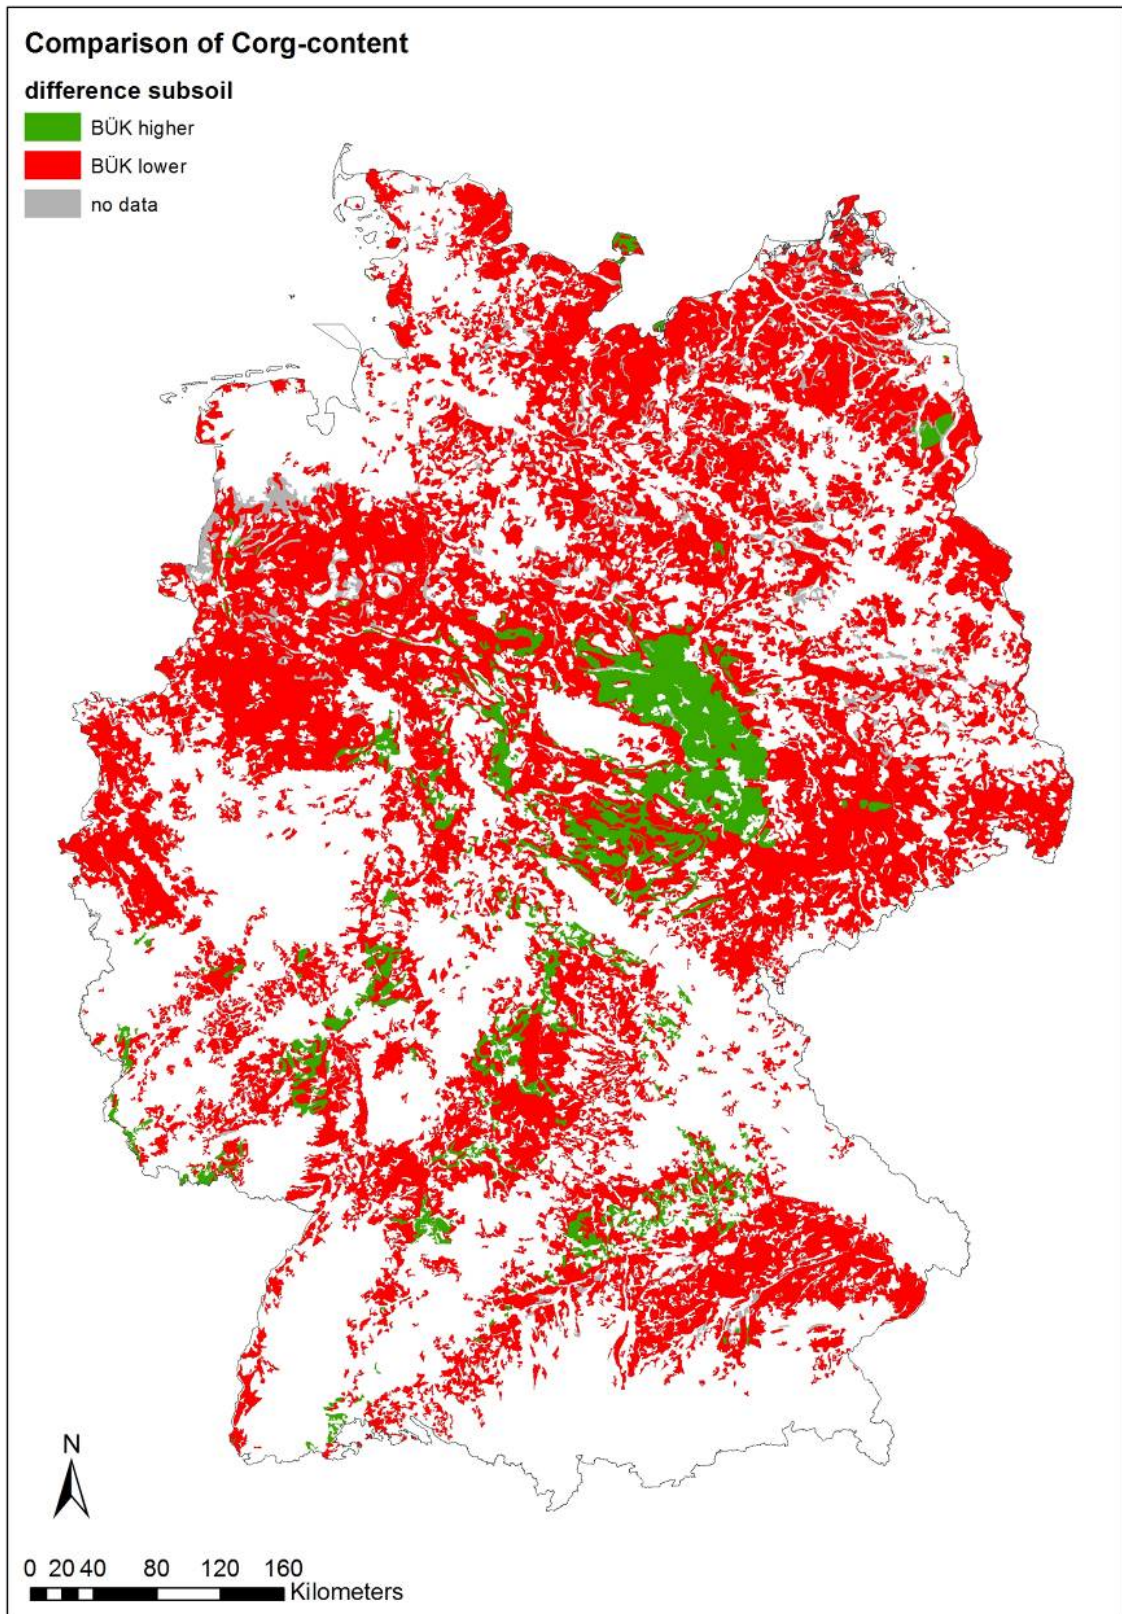 Comparison of Corg-content
difference subsoil
BÜK higher
BÜK lower
no data
N
0 20 40 80 120 160
Kilometers